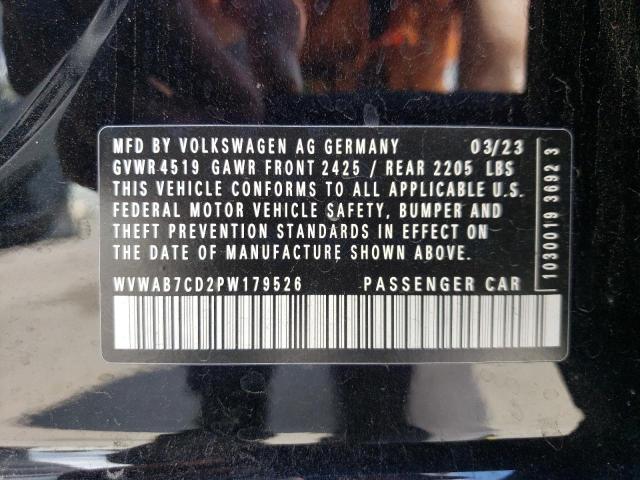 MFD BY VOLKSWAGEN AG GERMANY 03/23
GVWR 4519 GAWR FRONT 2425 / REAR 2205 LBS
THIS VEHICLE CONFORMS TO ALL APPLICABLE U.S.
FEDERAL MOTOR VEHICLE SAFETY, BUMPER AND
THEFT PREVENTION STANDARDS IN EFFECT ON
THE DATE OF MANUFACTURE SHOWN ABOVE.
WVWAB7CD2PW179526 PASSENGER CAR
1030019 3692 3